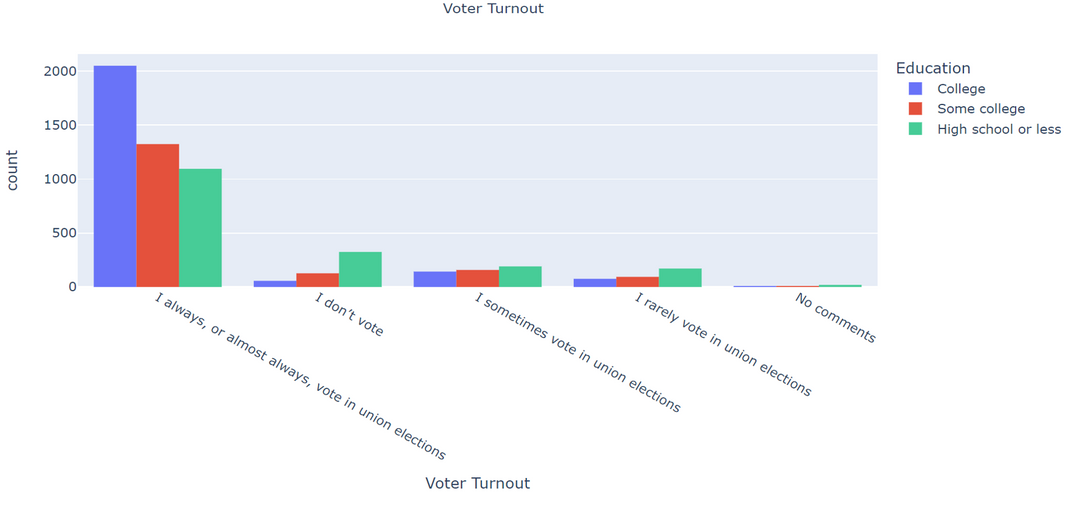 Voter Turnout
Education
College
Some college
High school or less
count
2000
1500
1000
500
0
I always, or almost always, vote in union elections
I don't vote
I sometimes vote in union elections
I rarely vote in union elections
No comments
Voter Turnout